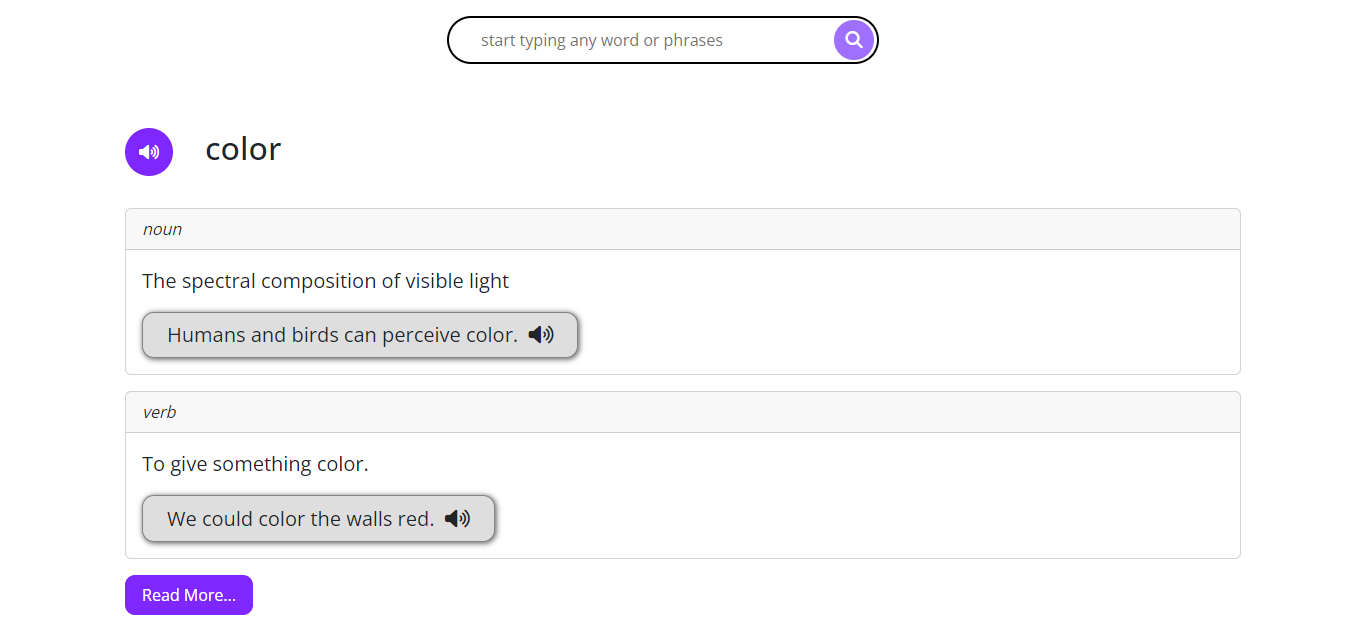 start typing any word or phrases
color
noun
The spectral composition of visible light
Humans and birds can perceive color.
verb
To give something color.
We could color the walls red.
Read More...